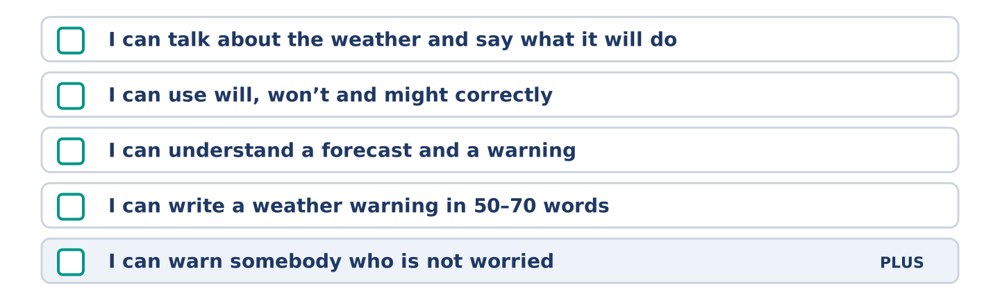 I can talk about the weather and say what it will do
I can use will, won’t and might correctly
I can understand a forecast and a warning
I can write a weather warning in 50–70 words
I can warn somebody who is not worried PLUS